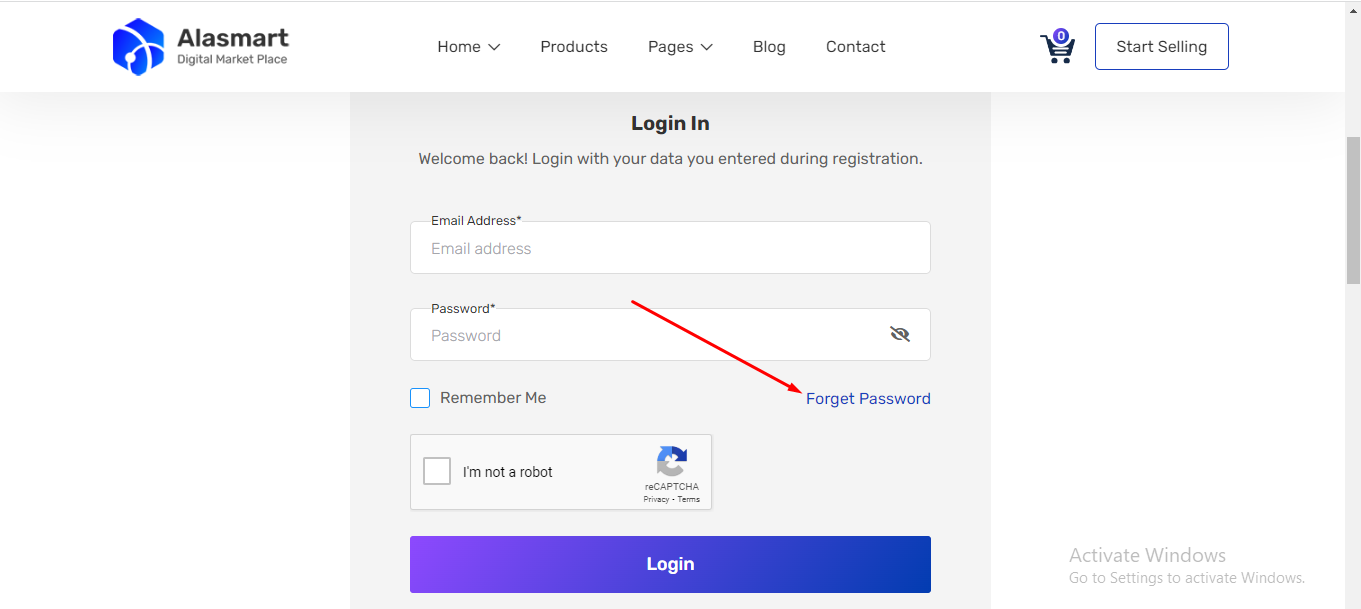 Alasmart
Digital Market Place
Home
Products
Pages
Blog
Contact
0
Start Selling
Login In
Welcome back! Login with your data you entered during registration.
Email Address*
Email address
Password*
Password
Remember Me
Forget Password
I'm not a robot
reCAPTCHA
Privacy - Terms
Login
Activate Windows
Go to Settings to activate Windows.